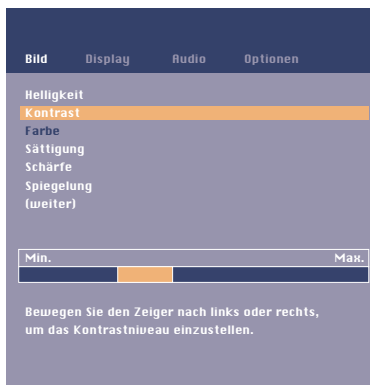 Bild Display Audio Optionen
Helligkeit
Kontrast
Farbe
Sättigung
Schärfe
Spiegelung
(weiter)
Min. Max.
Bewegen Sie den Zeiger nach links oder rechts,
um das Kontrastniveau einzustellen.